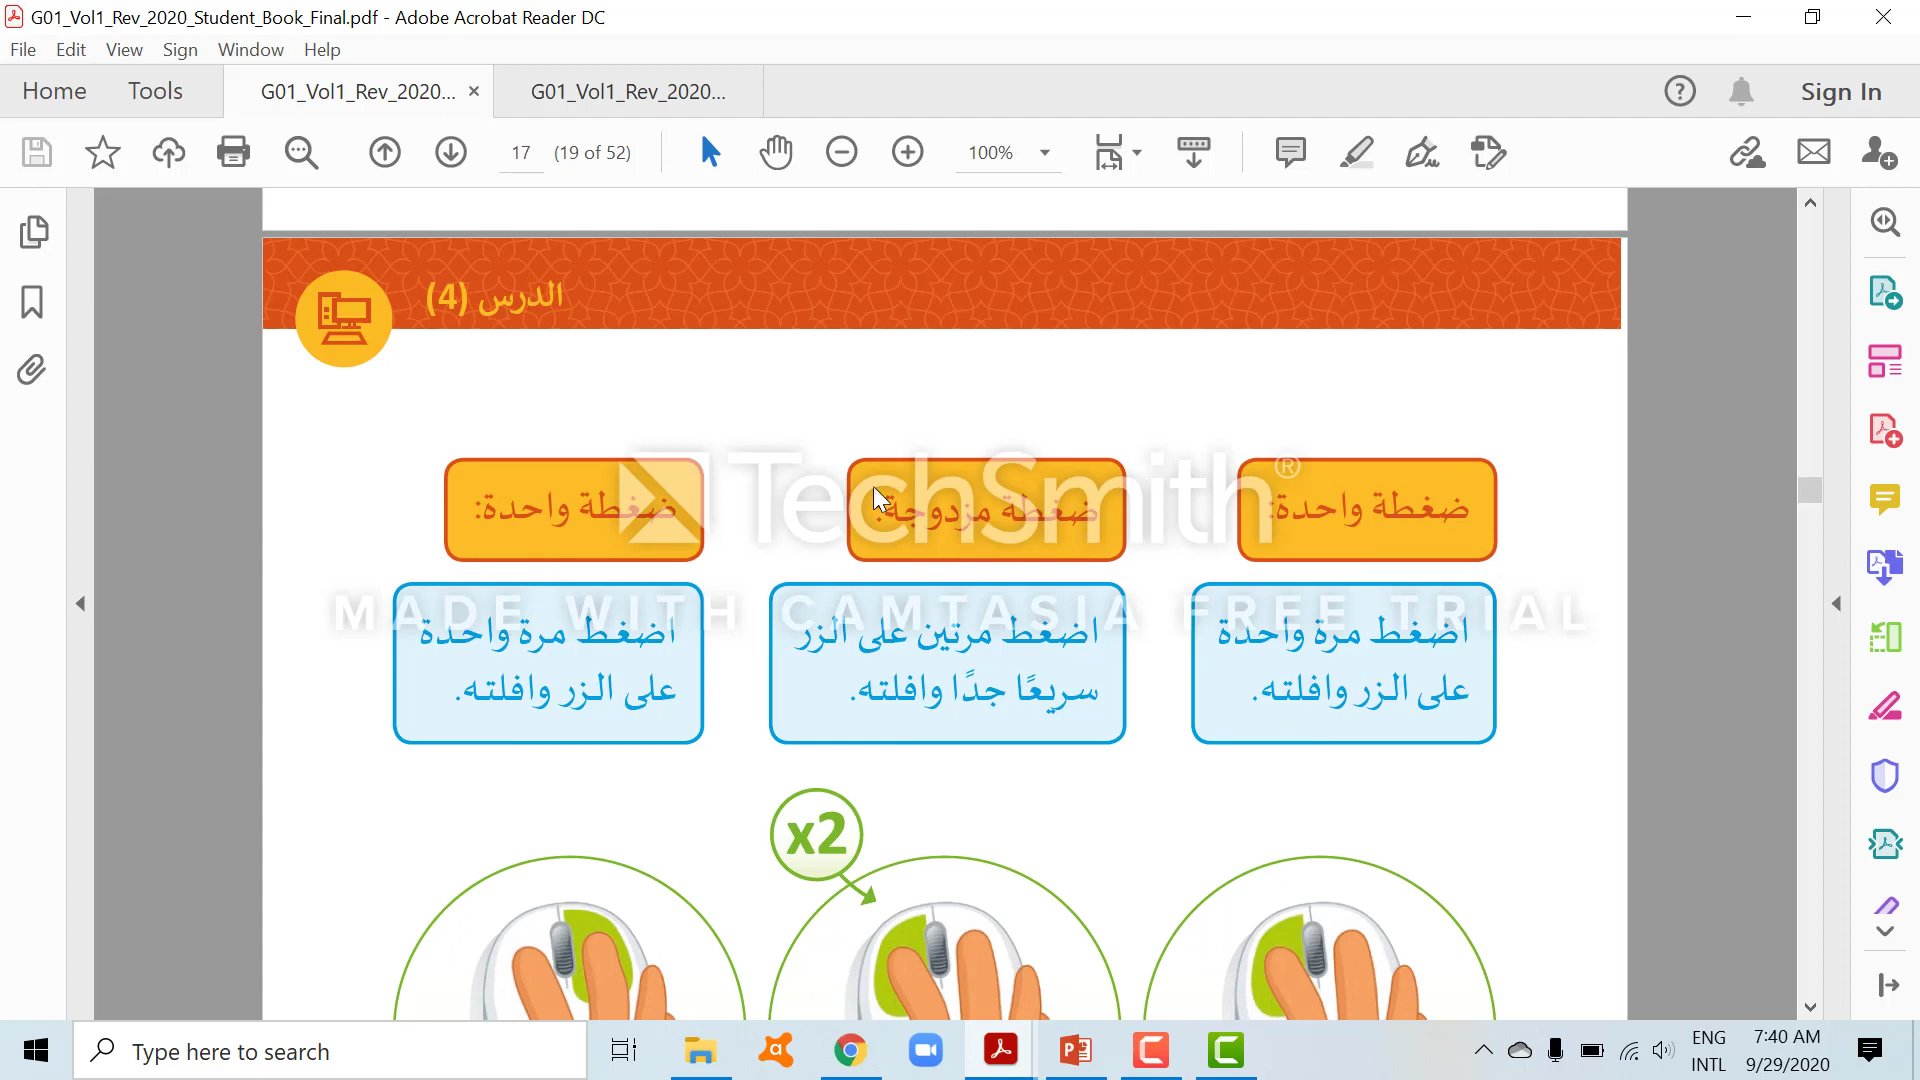 G01_Vol1_Rev_2020_Student_Book_Final.pdf - Adobe Acrobat Reader DC
File Edit View Sign Window Help
Home Tools G01_Vol1_Rev_2020... × G01_Vol1_Rev_2020... Sign In
17 (19 of 52) 100%
الدرس (4)
TechSmith®
ضغطة واحدة:
ضغطة مزدوجة:
ضغطة واحدة:
MADE WITH CAMTASIA FREE TRIAL
اضغط مرة واحدة
على الزر وافلته.
اضغط مرتين على الزر
سريعًا جدًا وافلته.
اضغط مرة واحدة
على الزر وافلته.
x2
Type here to search
ENG
INTL
7:40 AM
9/29/2020